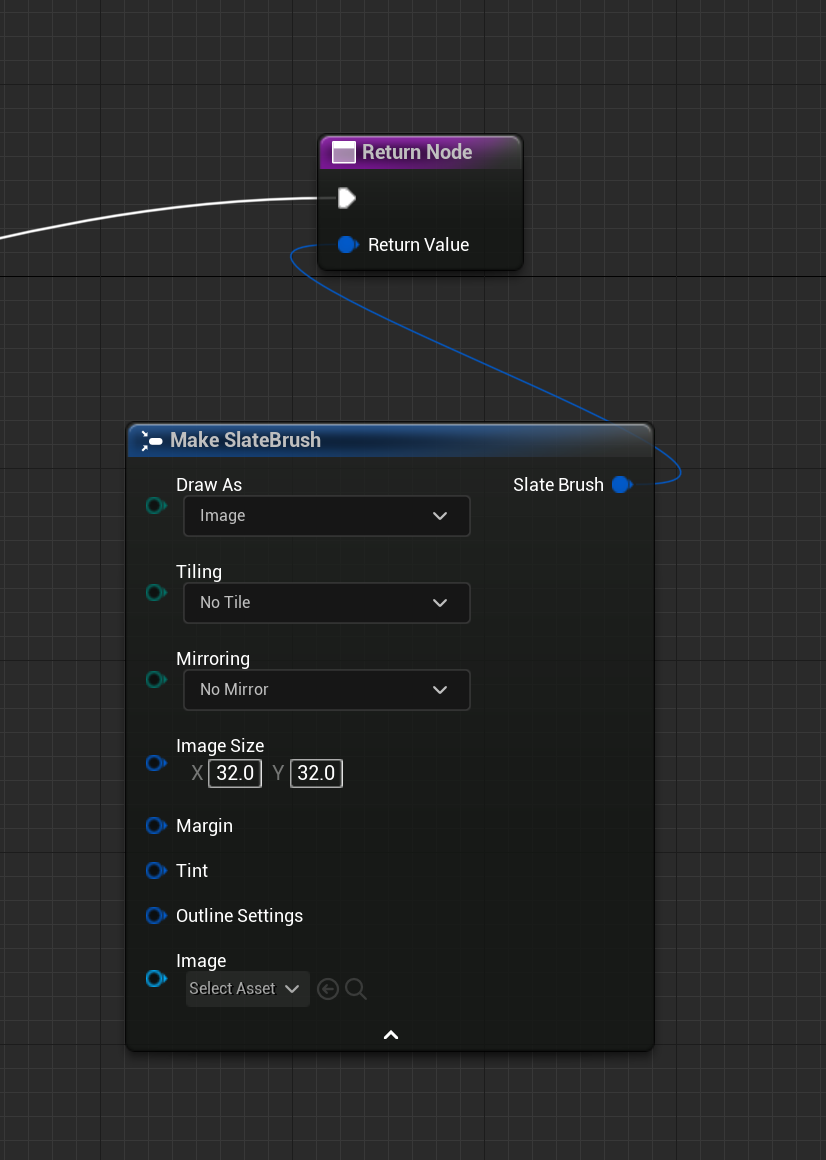 Return Node
Return Value
Make SlateBrush
Draw As
Slate Brush
Image
Tiling
No Tile
Mirroring
No Mirror
Image Size
X 32.0 Y 32.0
Margin
Tint
Outline Settings
Image
Select Asset